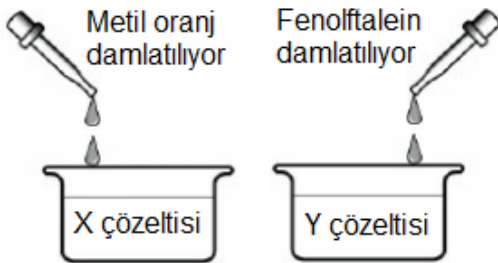 Metil oranj
damlatılıyor
Fenolftalein
damlatılıyor
X çözeltisi
Y çözeltisi